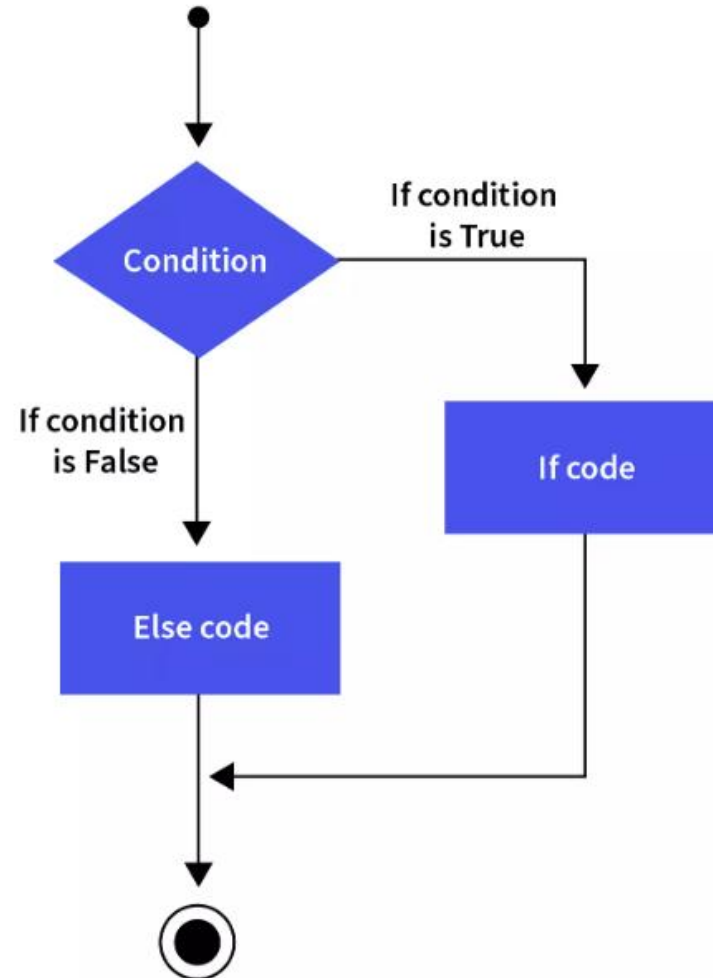 If condition
is True
Condition
If condition
is False
If code
Else code